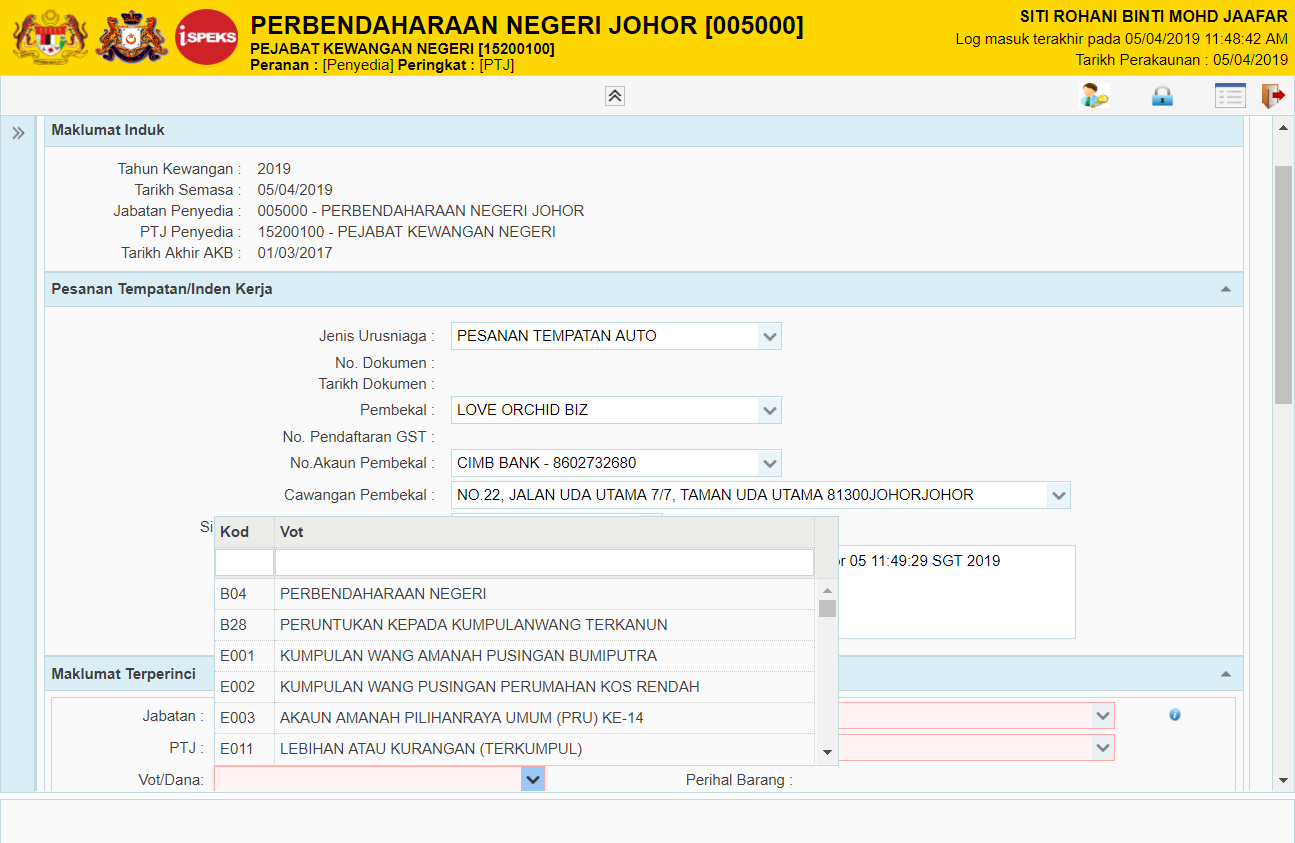 iSPEKS
PERBENDAHARAAN NEGERI JOHOR [005000]
PEJABAT KEWANGAN NEGERI [15200100]
Peranan : [Penyedia] Peringkat : [PTJ]
SITI ROHANI BINTI MOHD JAAFAR
Log masuk terakhir pada 05/04/2019 11:48:42 AM
Tarikh Perakaunan : 05/04/2019
Maklumat Induk
Tahun Kewangan : 2019
Tarikh Semasa : 05/04/2019
Jabatan Penyedia : 005000 - PERBENDAHARAAN NEGERI JOHOR
PTJ Penyedia : 15200100 - PEJABAT KEWANGAN NEGERI
Tarikh Akhir AKB : 01/03/2017
Pesanan Tempatan/Inden Kerja
Jenis Urusniaga : PESANAN TEMPATAN AUTO
No. Dokumen :
Tarikh Dokumen :
Pembekal : LOVE ORCHID BIZ
No. Pendaftaran GST :
No.Akaun Pembekal : CIMB BANK - 8602732680
Cawangan Pembekal : NO.22, JALAN UDA UTAMA 7/7, TAMAN UDA UTAMA 81300JOHORJOHOR
Si
Kod Vot
05 11:49:29 SGT 2019
B04 PERBENDAHARAAN NEGERI
B28 PERUNTUKAN KEPADA KUMPULANWANG TERKANUN
E001 KUMPULAN WANG AMANAH PUSINGAN BUMIPUTRA
E002 KUMPULAN WANG PUSINGAN PERUMAHAN KOS RENDAH
E003 AKAUN AMANAH PILIHANRAYA UMUM (PRU) KE-14
E011 LEBIHAN ATAU KURANGAN (TERKUMPUL)
Maklumat Terperinci
Jabatan :
PTJ :
Vot/Dana:
Perihal Barang :